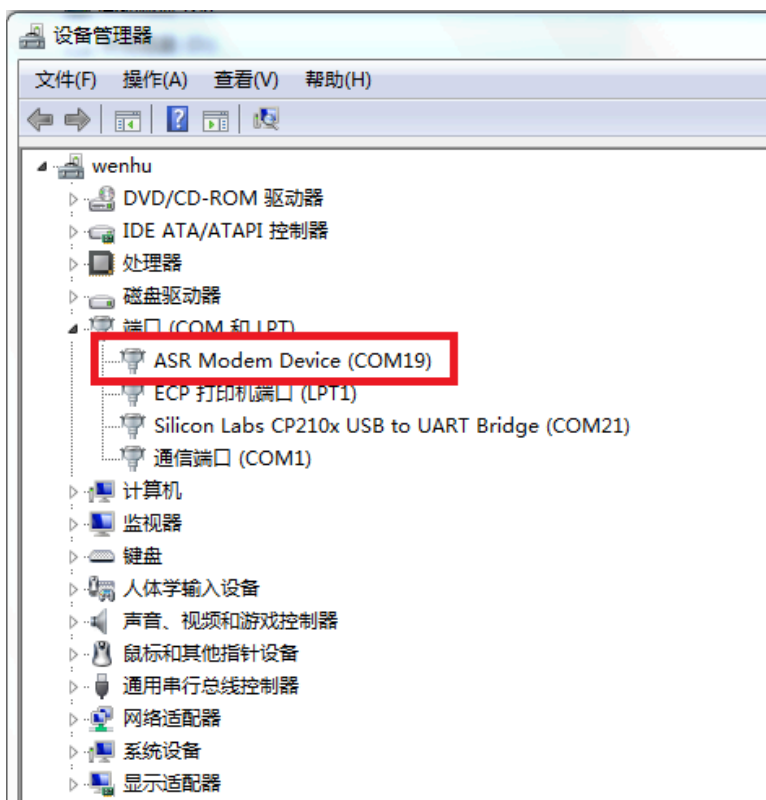 设备管理器
文件(F) 操作(A) 查看(V) 帮助(H)
wenhu
DVD/CD-ROM 驱动器
IDE ATA/ATAPI 控制器
处理器
磁盘驱动器
端口 (COM 和 LPT)
ASR Modem Device (COM19)
ECP 打印机端口 (LPT1)
Silicon Labs CP210x USB to UART Bridge (COM21)
通信端口 (COM1)
计算机
监视器
键盘
人体学输入设备
声音、视频和游戏控制器
鼠标和其他指针设备
通用串行总线控制器
网络适配器
系统设备
显示适配器